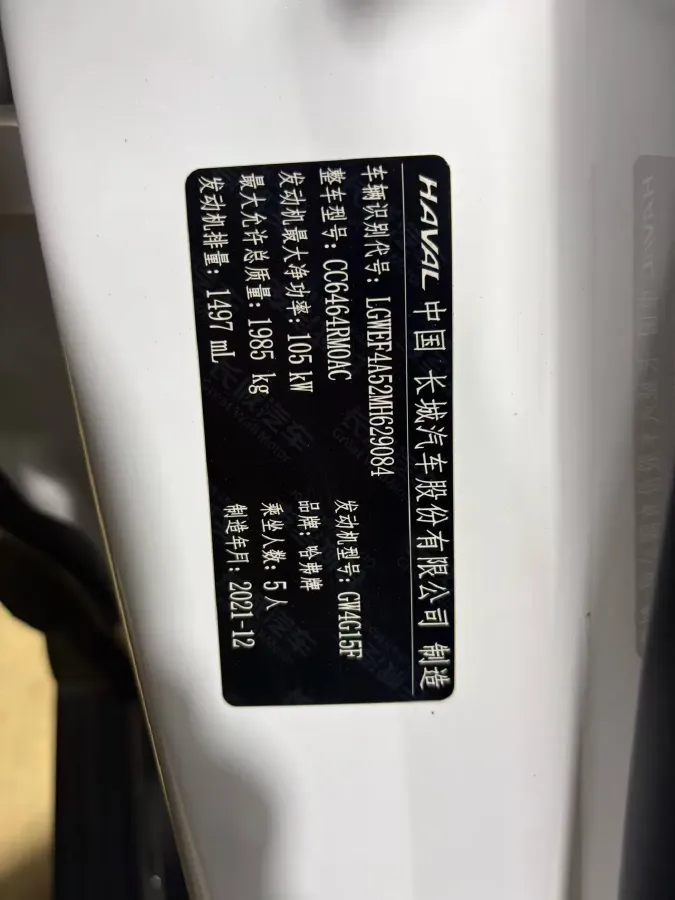 HAVAL 中国 长城汽车股份有限公司 制造
车辆识别代号：LGWEF4A52MH629084
整车型号：CC6464RM0AC 发动机型号：GW4G15F
发动机最大净功率：105 kW 品牌：哈弗牌
最大允许总质量：1985 kg 乘坐人数：5人
发动机排量：1497 mL 制造年月：2021-12